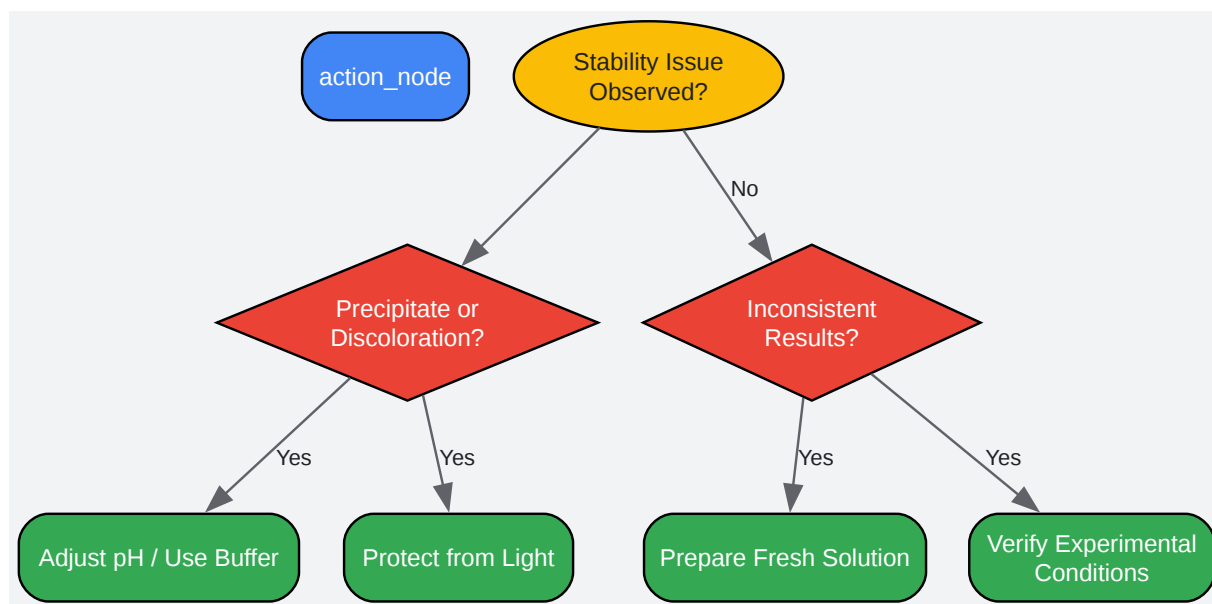 action_node
Stability Issue
Observed?
No
Precipitate or
Discoloration?
Inconsistent
Results?
Yes
Yes
Yes
Yes
Adjust pH / Use Buffer
Protect from Light
Prepare Fresh Solution
Verify Experimental
Conditions